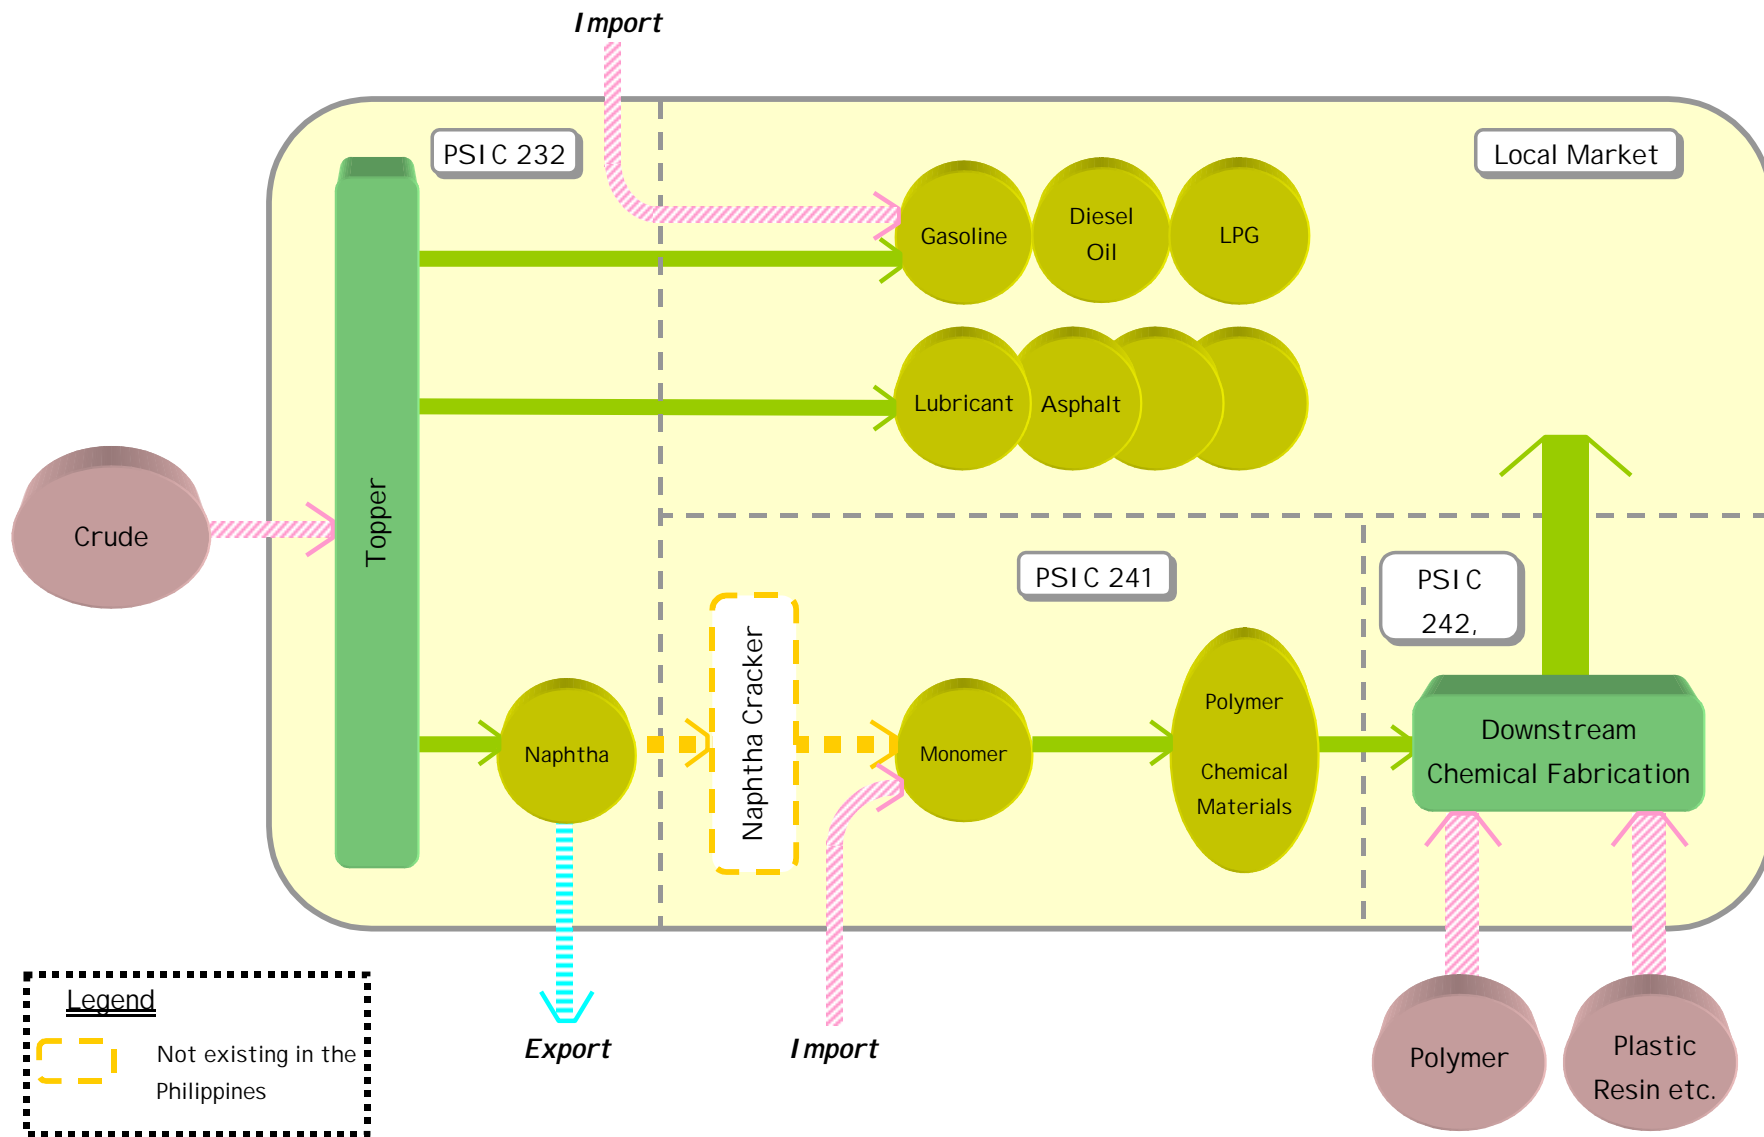 Import
PSIC 232
Local Market
Gasoline
Diesel
Oil
LPG
Lubricant
Asphalt
Crude
Topper
PSIC 241
PSIC
242,
Naphtha
Naphtha Cracker
Monomer
Polymer
Chemical
Materials
Downstream
Chemical Fabrication
Legend
Not existing in the
Philippines
Export
Import
Polymer
Plastic
Resin etc.